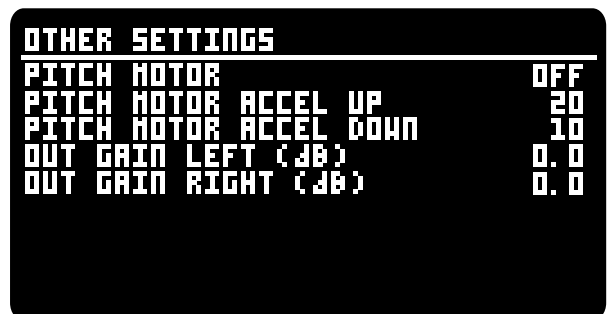 OTHER SETTINGS
PITCH MOTOR OFF
PITCH MOTOR ACCEL UP 20
PITCH MOTOR ACCEL DOWN 10
OUT GAIN LEFT (dB) 0.0
OUT GAIN RIGHT (dB) 0.0